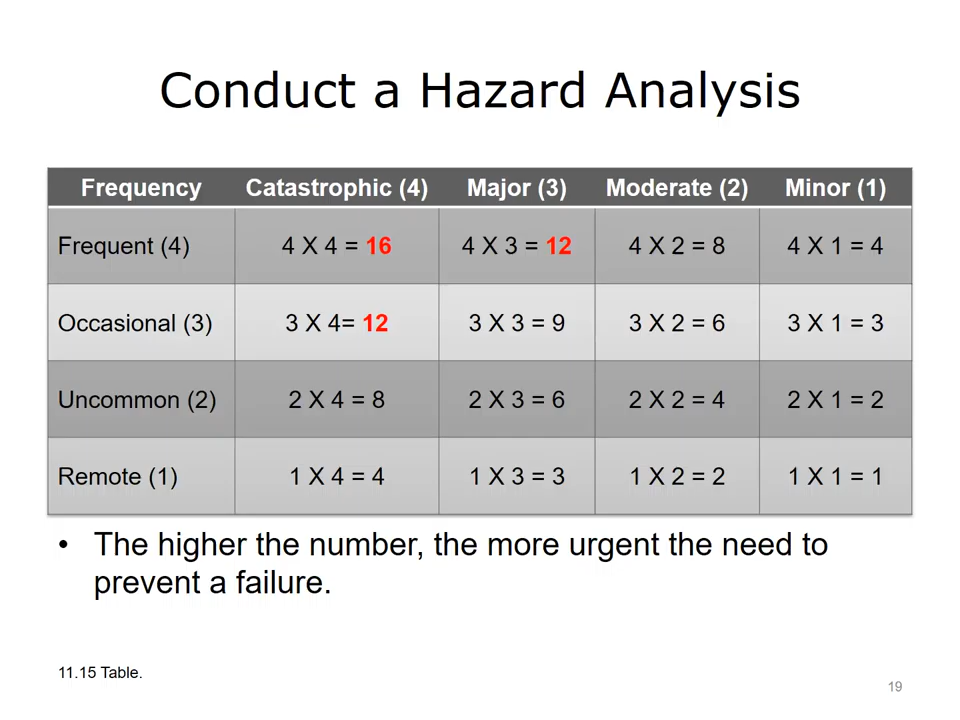 Conduct a Hazard Analysis
Frequency Catastrophic (4) Major (3) Moderate (2) Minor (1)
Frequent (4) 4 X 4 = 16 4 X 3 = 12 4 X 2 = 8 4 X 1 = 4
Occasional (3) 3 X 4= 12 3 X 3 = 9 3 X 2 = 6 3 X 1 = 3
Uncommon (2) 2 X 4 = 8 2 X 3 = 6 2 X 2 = 4 2 X 1 = 2
Remote (1) 1 X 4 = 4 1 X 3 = 3 1 X 2 = 2 1 X 1 = 1
• The higher the number, the more urgent the need to
prevent a failure.
11.15 Table.
19